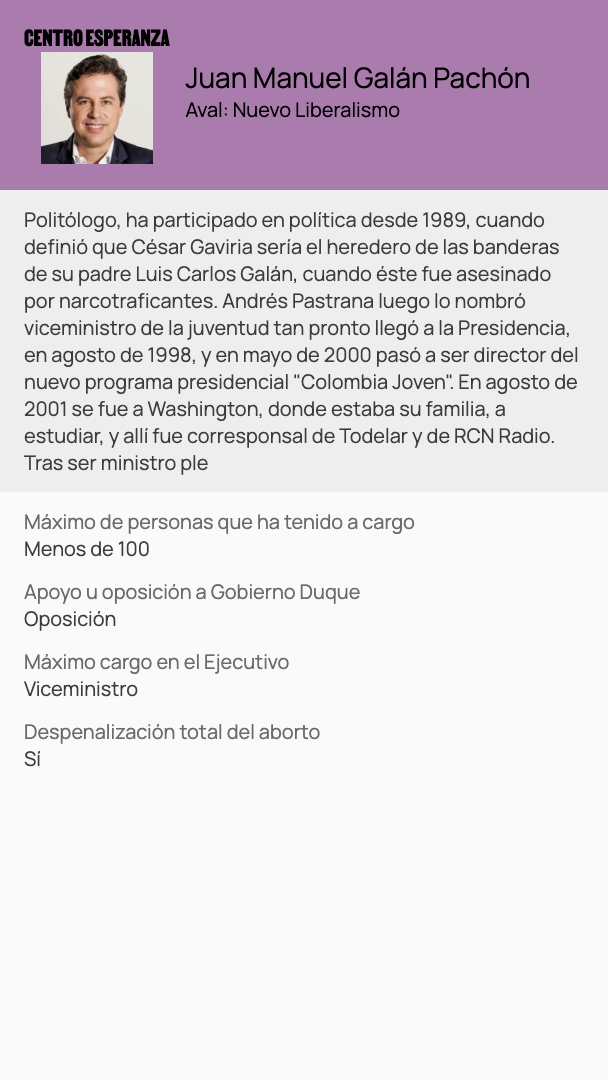 CENTRO ESPERANZA
Juan Manuel Galán Pachón
Aval: Nuevo Liberalismo
Politólogo, ha participado en política desde 1989, cuando
definió que César Gaviria sería el heredero de las banderas
de su padre Luis Carlos Galán, cuando éste fue asesinado
por narcotraficantes. Andrés Pastrana luego lo nombró
viceministro de la juventud tan pronto llegó a la Presidencia,
en agosto de 1998, y en mayo de 2000 pasó a ser director del
nuevo programa presidencial "Colombia Joven". En agosto de
2001 se fue a Washington, donde estaba su familia, a
estudiar, y allí fue corresponsal de Todelar y de RCN Radio.
Tras ser ministro ple
Máximo de personas que ha tenido a cargo
Menos de 100
Apoyo u oposición a Gobierno Duque
Oposición
Máximo cargo en el Ejecutivo
Viceministro
Despenalización total del aborto
Sí